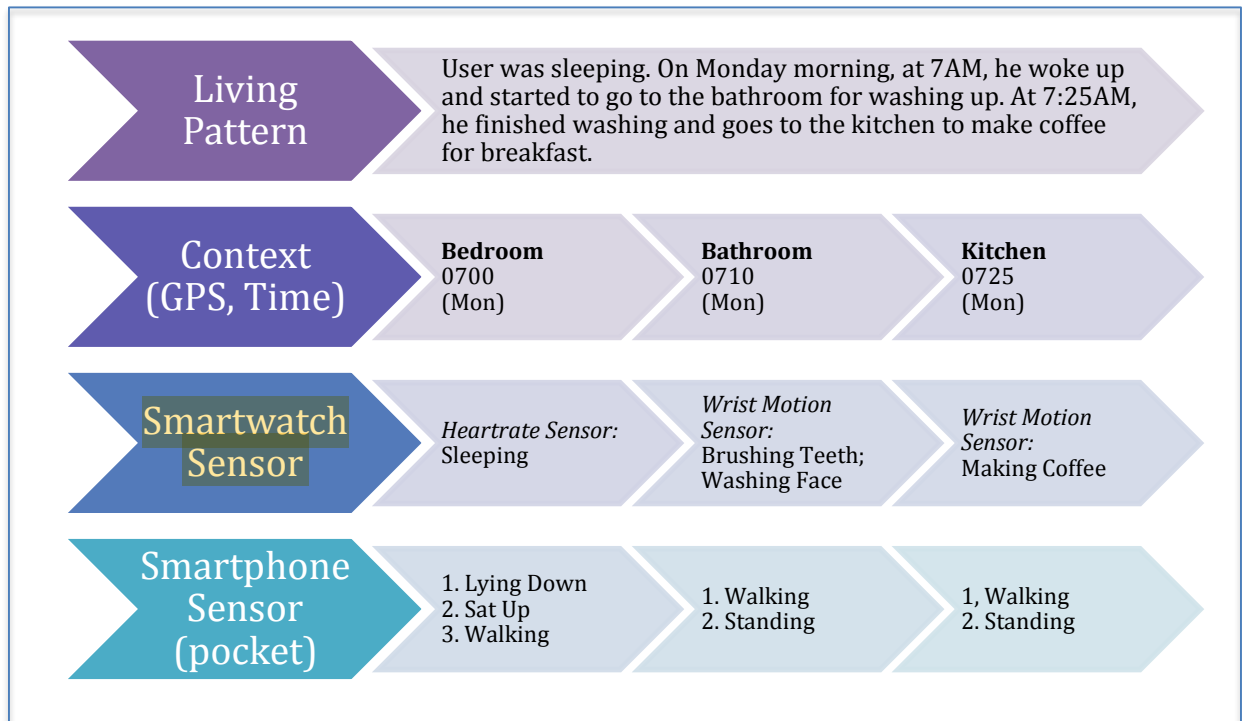 Living
Pattern
User was sleeping. On Monday morning, at 7AM, he woke up
and started to go to the bathroom for washing up. At 7:25AM,
he finished washing and goes to the kitchen to make coffee
for breakfast.
Context
(GPS, Time)
Bedroom
0700
(Mon)
Bathroom
0710
(Mon)
Kitchen
0725
(Mon)
Smartwatch
Sensor
Heartrate Sensor:
Sleeping
Wrist Motion
Sensor:
Brushing Teeth;
Washing Face
Wrist Motion
Sensor:
Making Coffee
Smartphone
Sensor
(pocket)
1. Lying Down
2. Sat Up
3. Walking
1. Walking
2. Standing
1, Walking
2. Standing